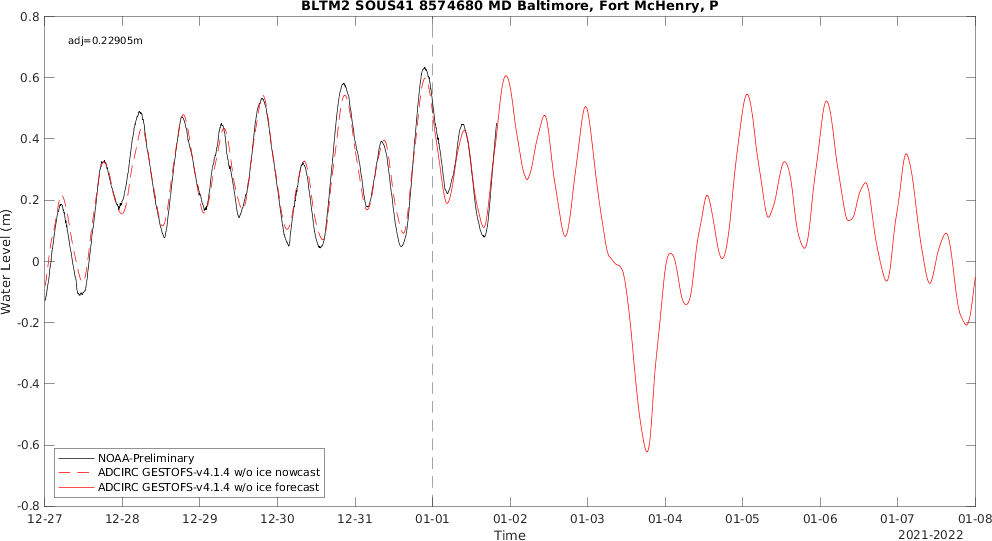 BLTM2 SOUS41 8574680 MD Baltimore, Fort McHenry, P
adj=0.22905m
0.8
0.6
0.4
0.2
0
-0.2
-0.4
-0.6
-0.8
Water Level (m)
NOAA-Preliminary
ADCIRC GESTOFS-v4.1.4 w/o ice nowcast
ADCIRC GESTOFS-v4.1.4 w/o ice forecast
12-27 12-28 12-29 12-30 12-31 01-01 01-02 01-03 01-04 01-05 01-06 01-07 01-08
Time
2021-2022